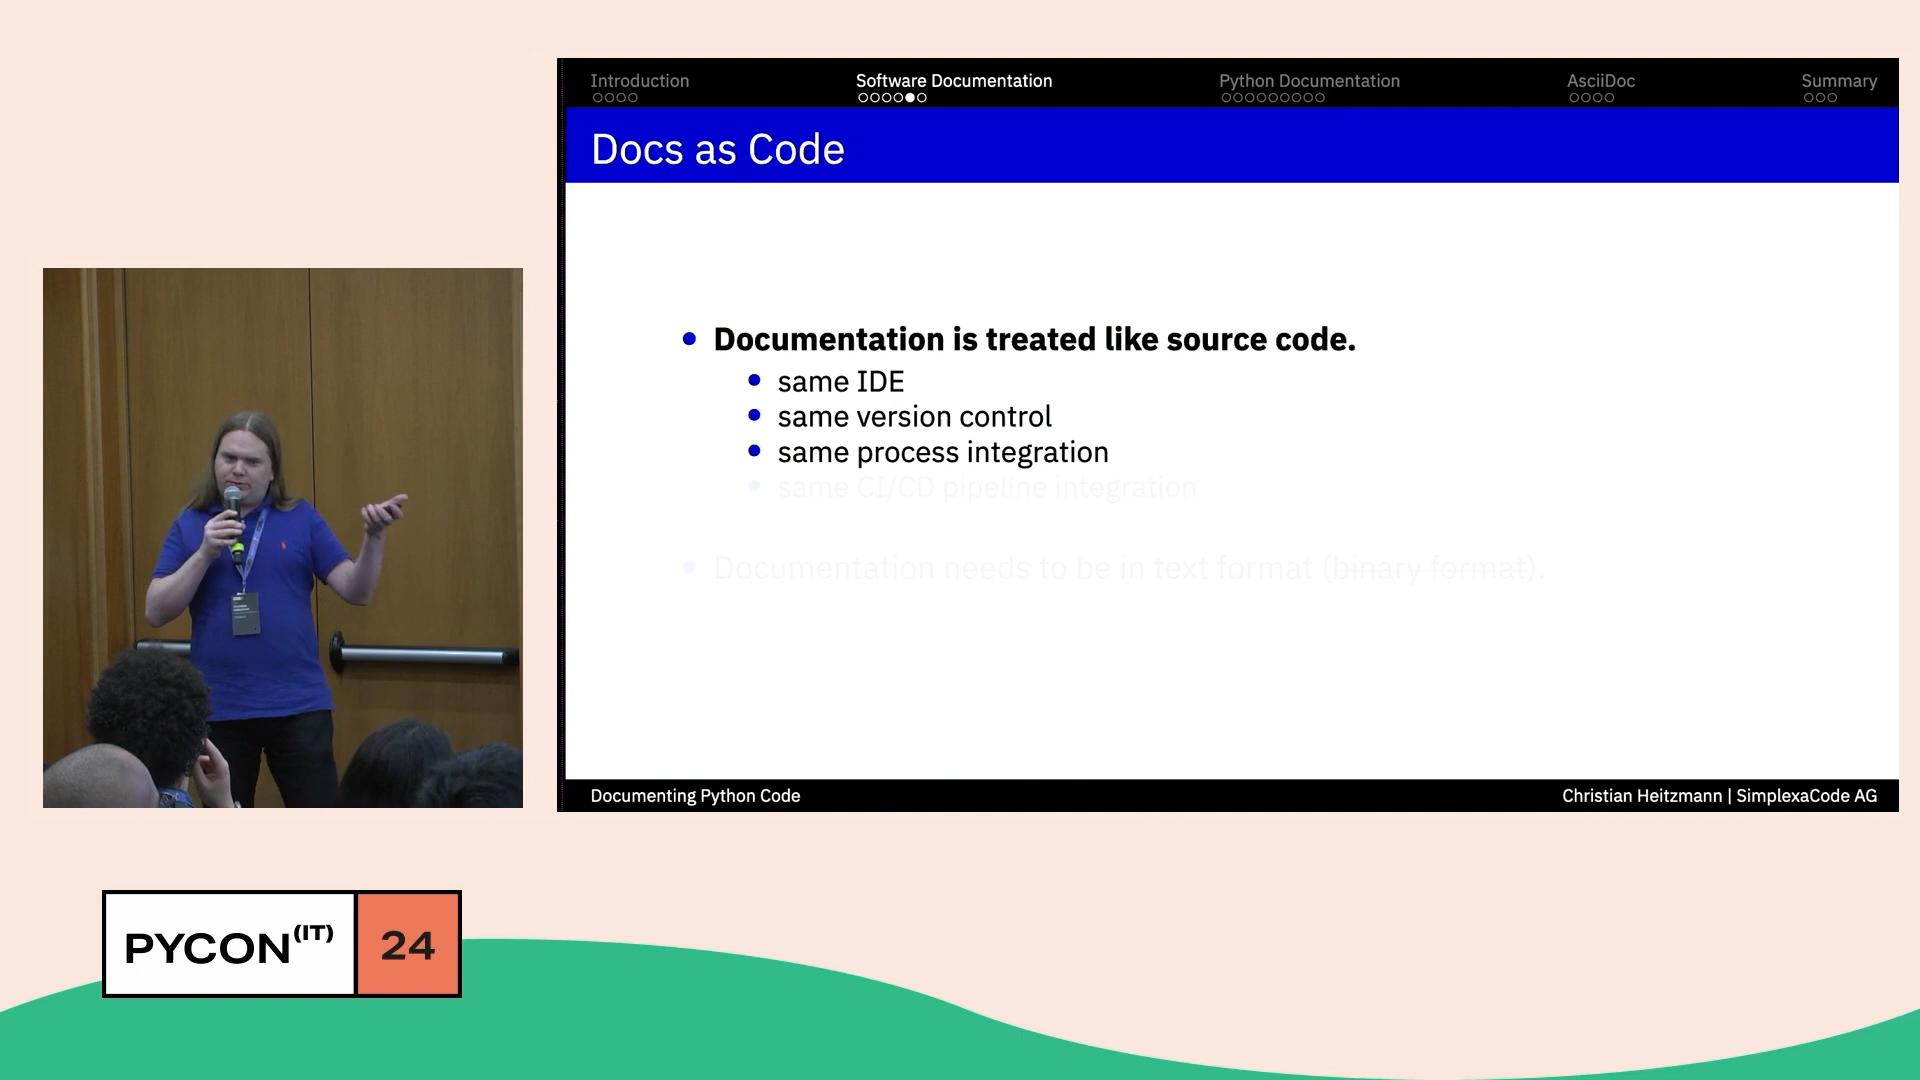 Introduction
Software Documentation
Python Documentation
AsciiDoc
Summary
Docs as Code
Documentation is treated like source code.
same IDE
same version control
same process integration
same CI/CD pipeline integration
Documentation needs to be in text format (binary format).
Documenting Python Code
Christian Heitzmann | SimplexaCode AG
PYCON(IT) 24